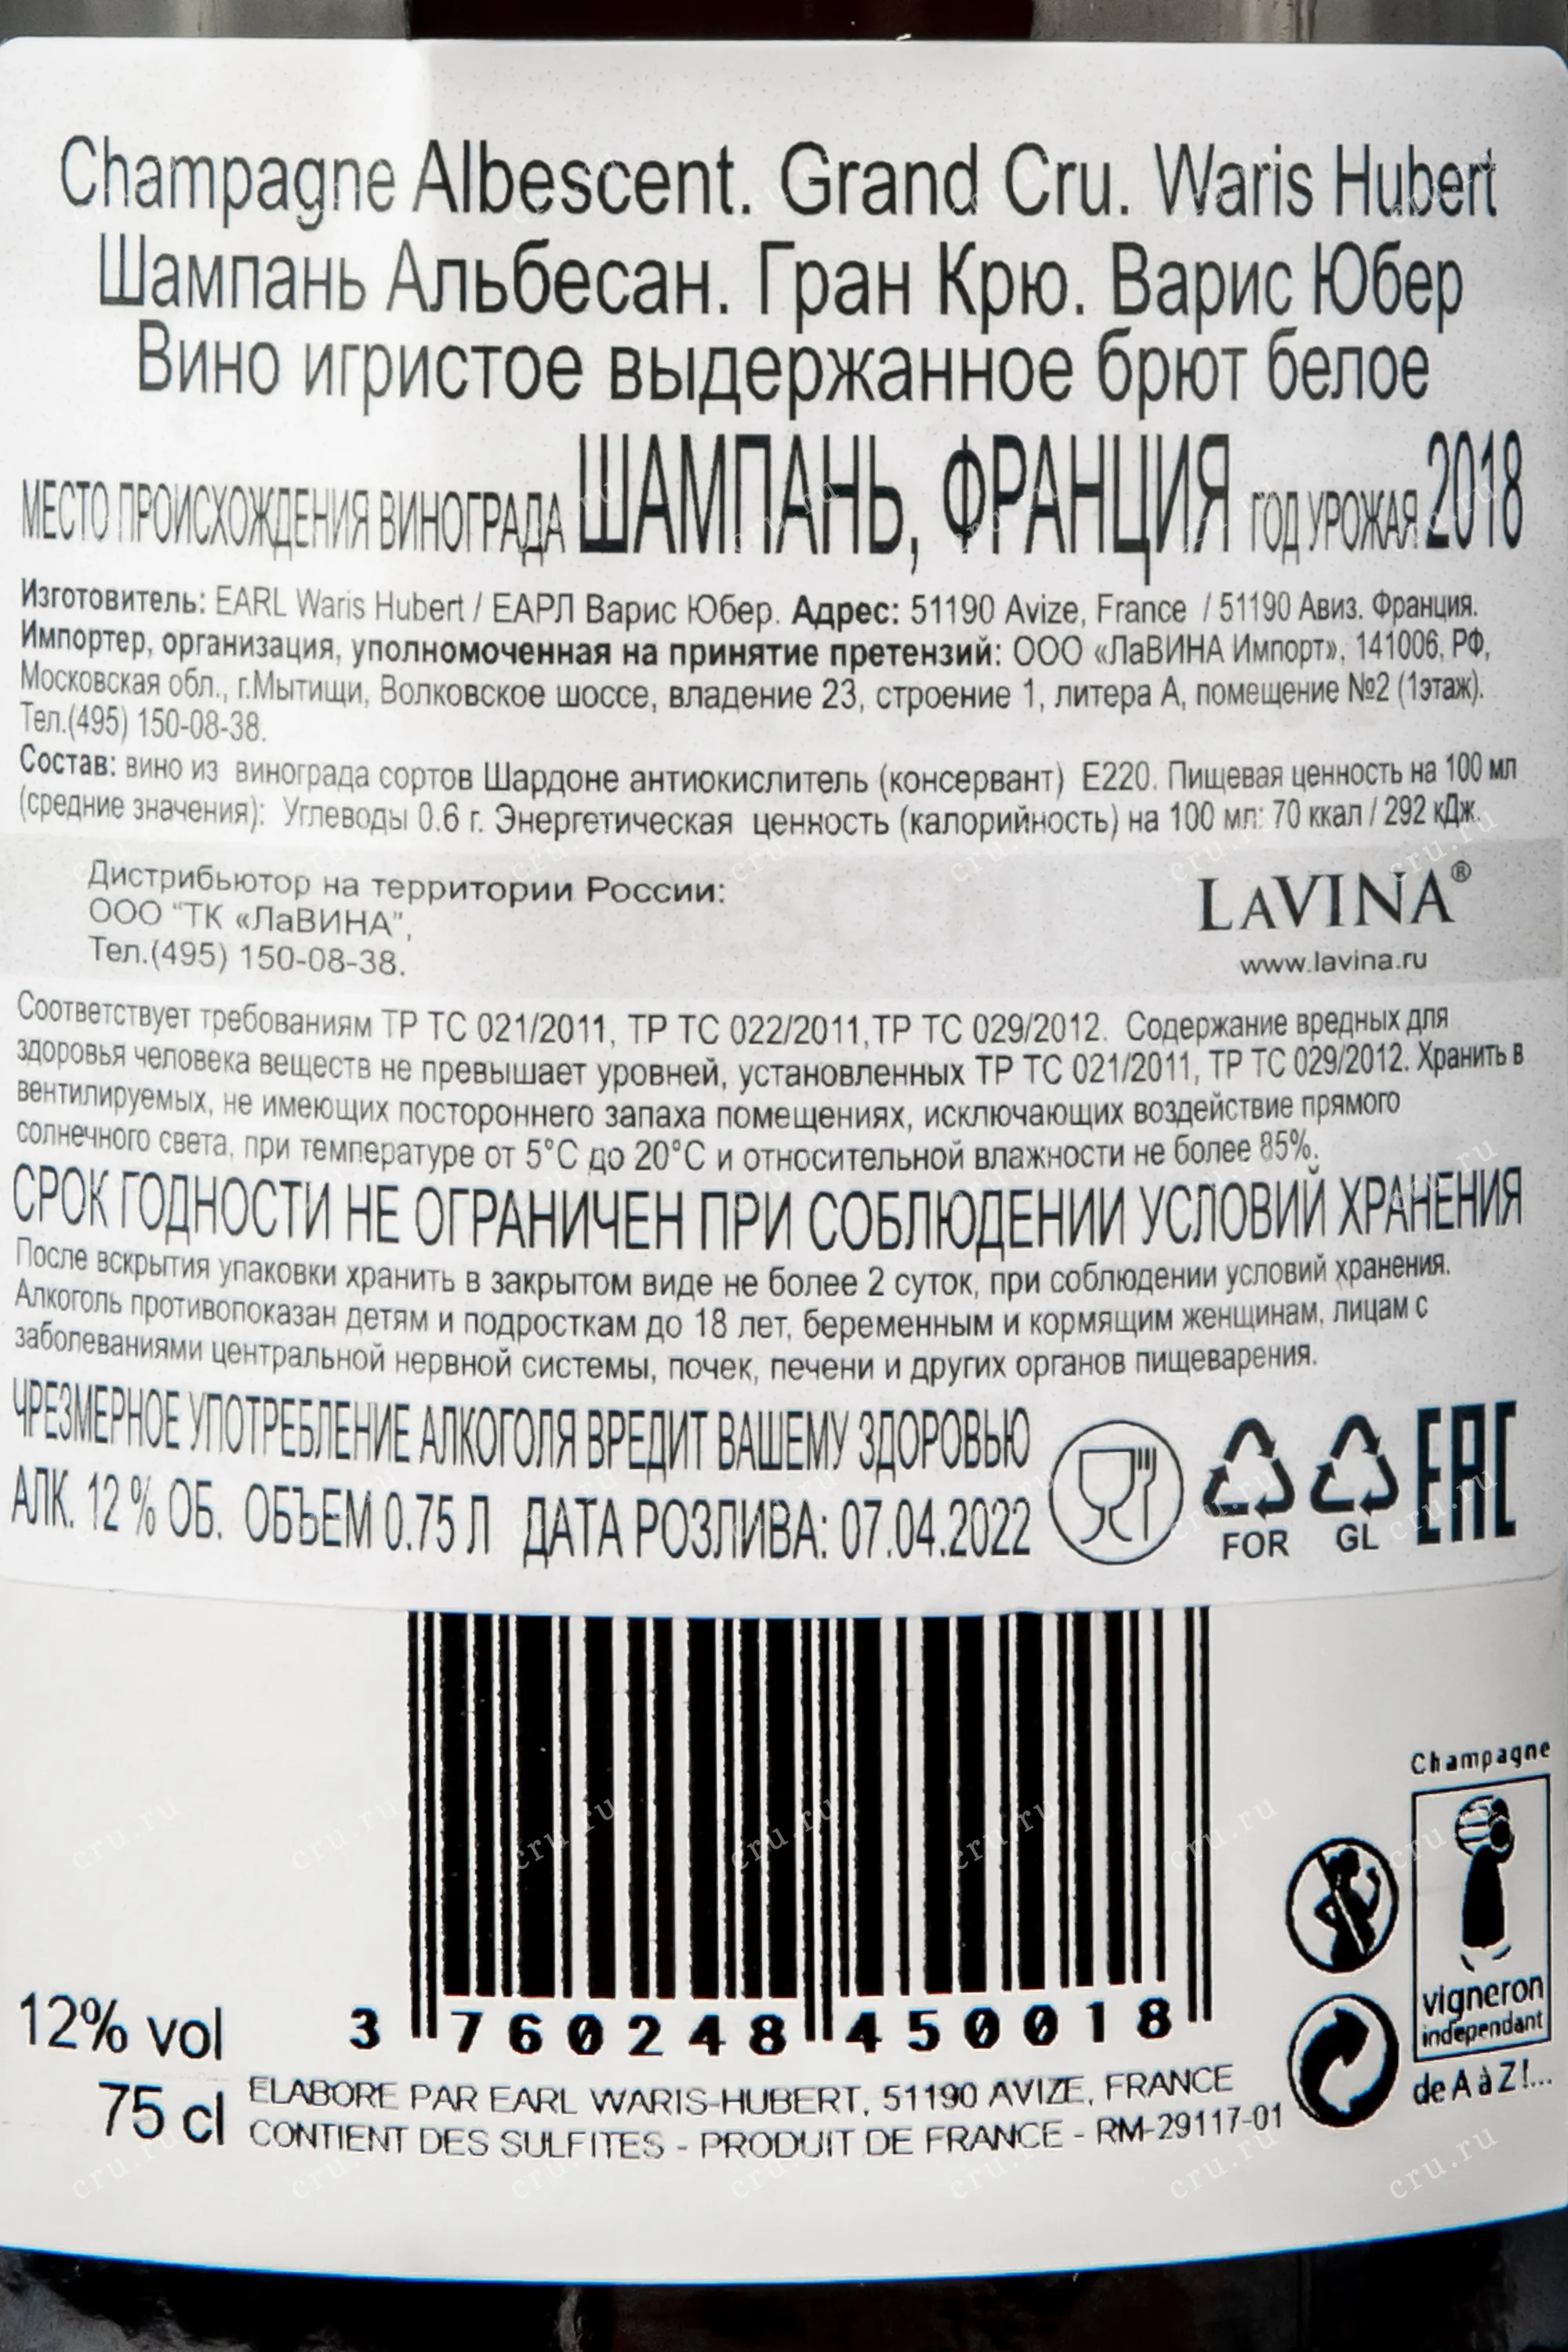 Champagne Albescent. Grand Cru. Waris Hubert
Шампань Альбесан. Гран Крю. Варис Юбер
Вино игристое выдержанное брют белое
МЕСТО ПРОИСХОЖДЕНИЯ ВИНОГРАДА ШАМПАНЬ, ФРАНЦИЯ ГОД УРОЖАЯ 2018
Изготовитель: EARL Waris Hubert / ЕАРЛ Варис Юбер. Адрес: 51190 Avize, France / 51190 Авиз. Франция.
Импортер, организация, уполномоченная на принятие претензий: ООО «ЛаВИНА Импорт», 141006, РФ,
Московская обл., г.Мытищи, Волковское шоссе, владение 23, строение 1, литера А, помещение №2 (1этаж).
Тел.(495) 150-08-38.
Состав: вино из винограда сортов Шардоне антиокислитель (консервант) Е220. Пищевая ценность на 100 мл
(средние значения): Углеводы 0.6 г. Энергетическая ценность (калорийность) на 100 мл: 70 ккал / 292 кДж.
Дистрибьютор на территории России:
ООО "ТК «ЛаВИНА",
Тел.(495) 150-08-38.
LAVINA®
www.lavina.ru
Соответствует требованиям ТР ТС 021/2011, ТР ТС 022/2011,ТР ТС 029/2012. Содержание вредных для
здоровья человека веществ не превышает уровней, установленных ТР ТС 021/2011, ТР ТС 029/2012. Хранить в
вентилируемых, не имеющих постороннего запаха помещениях, исключающих воздействие прямого
солнечного света, при температуре от 5°С до 20°С и относительной влажности не более 85%.
СРОК ГОДНОСТИ НЕ ОГРАНИЧЕН ПРИ СОБЛЮДЕНИИ УСЛОВИЙ ХРАНЕНИЯ
После вскрытия упаковки хранить в закрытом виде не более 2 суток, при соблюдении условий хранения.
Алкоголь противопоказан детям и подросткам до 18 лет, беременным и кормящим женщинам, лицам с
заболеваниями центральной нервной системы, почек, печени и других органов пищеварения.
ЧРЕЗМЕРНОЕ УПОТРЕБЛЕНИЕ АЛКОГОЛЯ ВРЕДИТ ВАШЕМУ ЗДОРОВЬЮ
АЛК. 12 % ОБ. ОБЪЕМ 0.75 Л ДАТА РОЗЛИВА: 07.04.2022
FOR
GL
EAC
3 760248 450018
Champagne
vigneron
indépendant
de A à Z !...
12% vol
75 cl
ELABORE PAR EARL WARIS-HUBERT, 51190 AVIZE, FRANCE
CONTIENT DES SULFITES - PRODUIT DE FRANCE - RM-29117-01
cru.ru